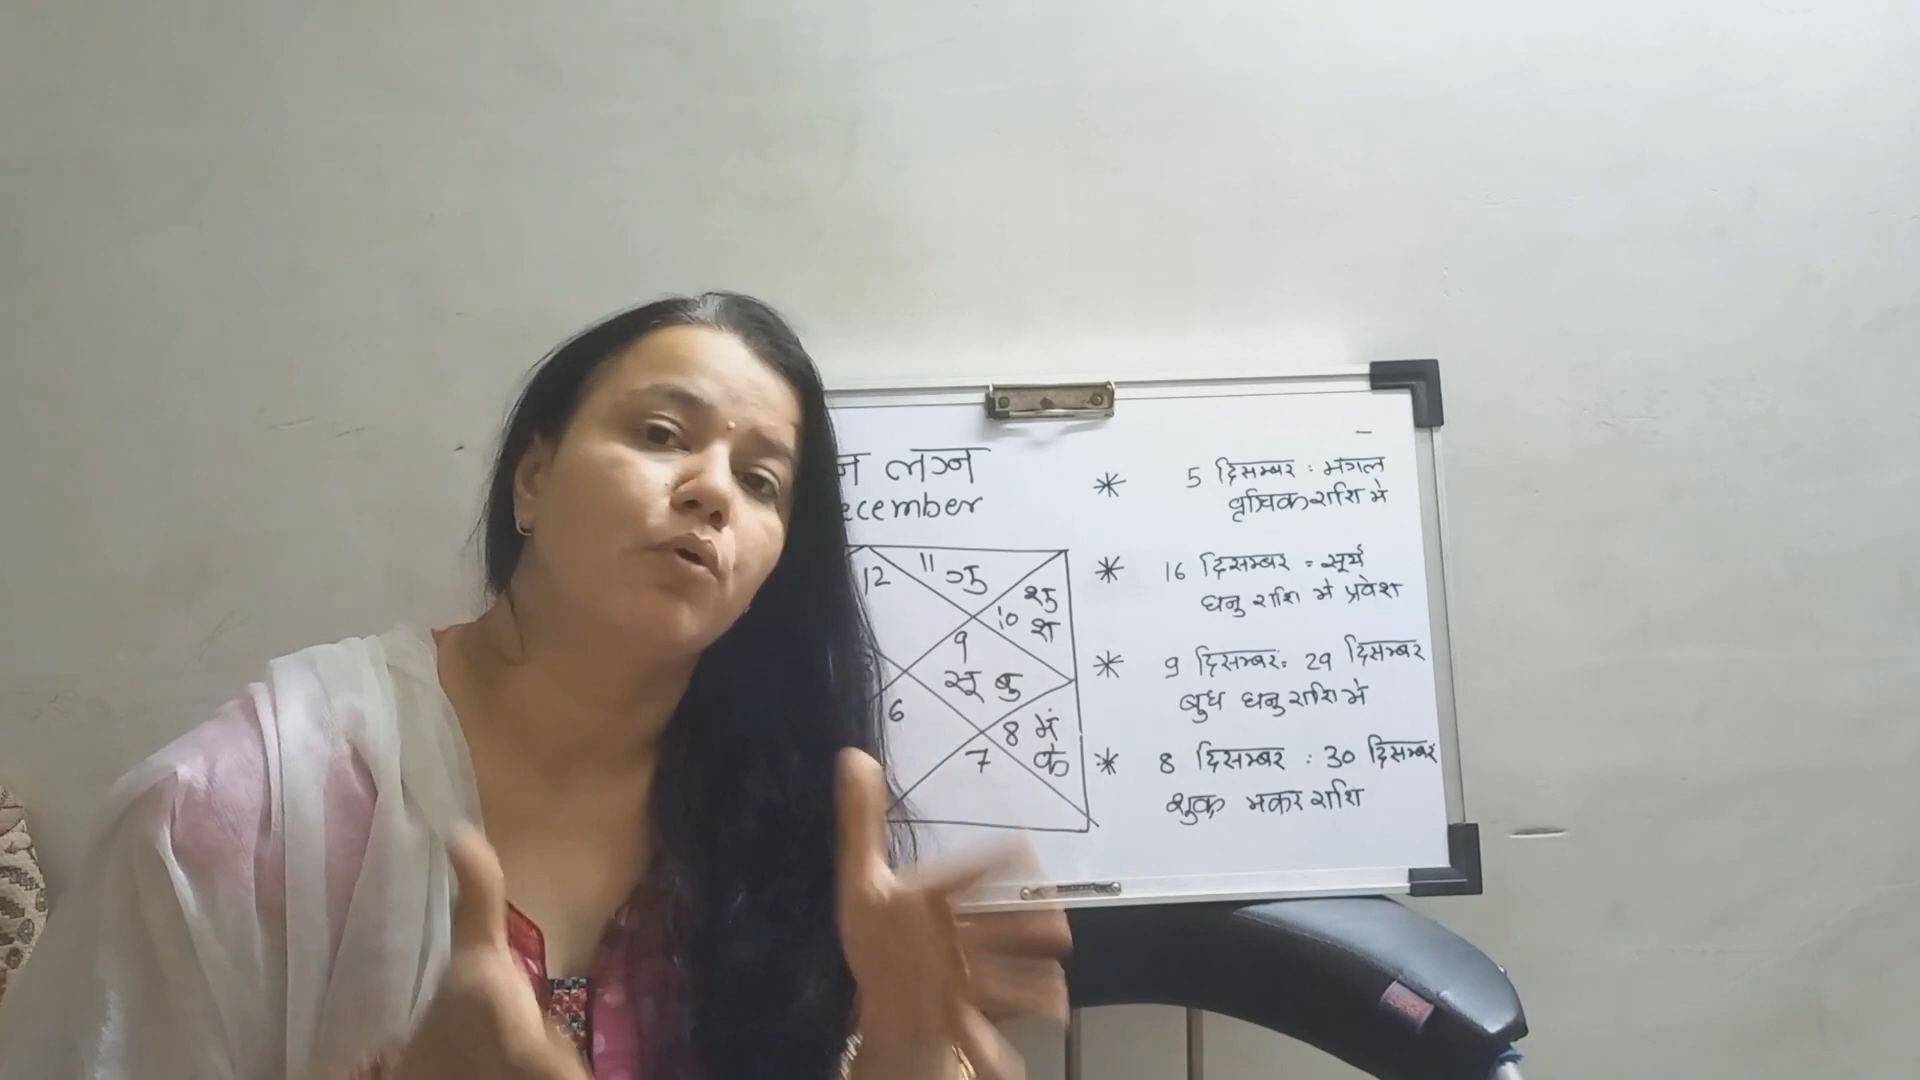 न लग्न
ecember
12
11 गु
शु
10 श
9
सू बु
6
8 मं
के
7
* 5 दिसम्बर : मंगल
वृश्चिक राशि मे
* 16 दिसम्बर = सूर्य
धनु राशि मे प्रवेश
* 9 दिसम्बर: 29 दिसम्बर
बुध धनु राशि मे
* 8 दिसम्बर : 30 दिसम्बर
शुक्र मकर राशि